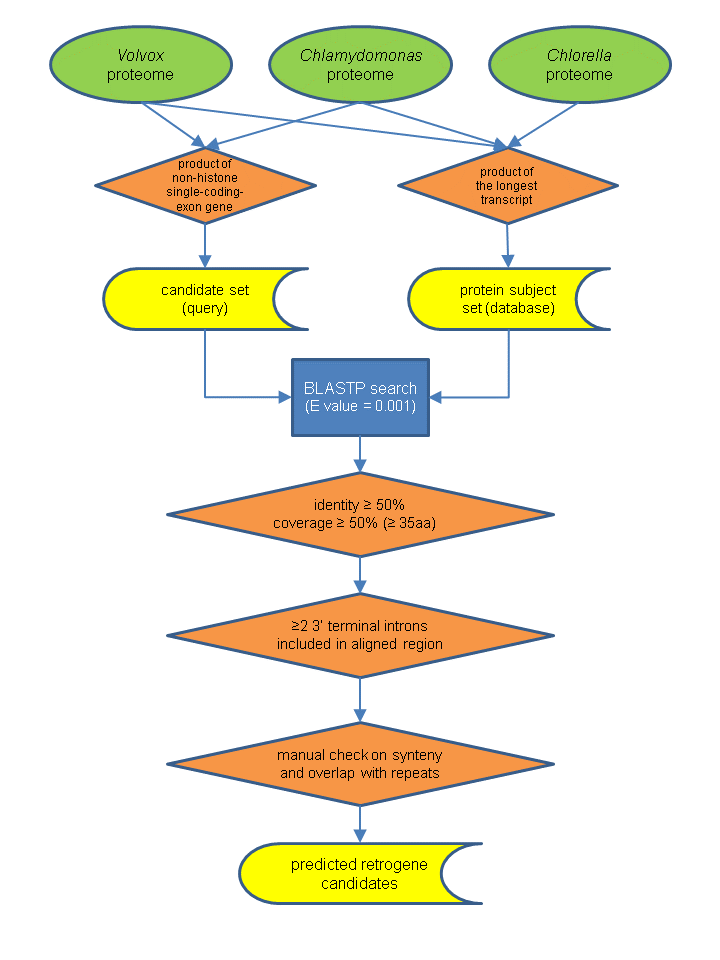 Volvox
proteome
Chlamydomonas
proteome
Chlorella
proteome
product of
non-histone
single-coding-
exon gene
product of
the longest
transcript
candidate set
(query)
protein subject
set (database)
BLASTP search
(E value = 0.001)
identity ≥ 50%
coverage ≥ 50% (≥ 35aa)
≥2 3’ terminal introns
included in aligned region
manual check on synteny
and overlap with repeats
predicted retrogene
candidates